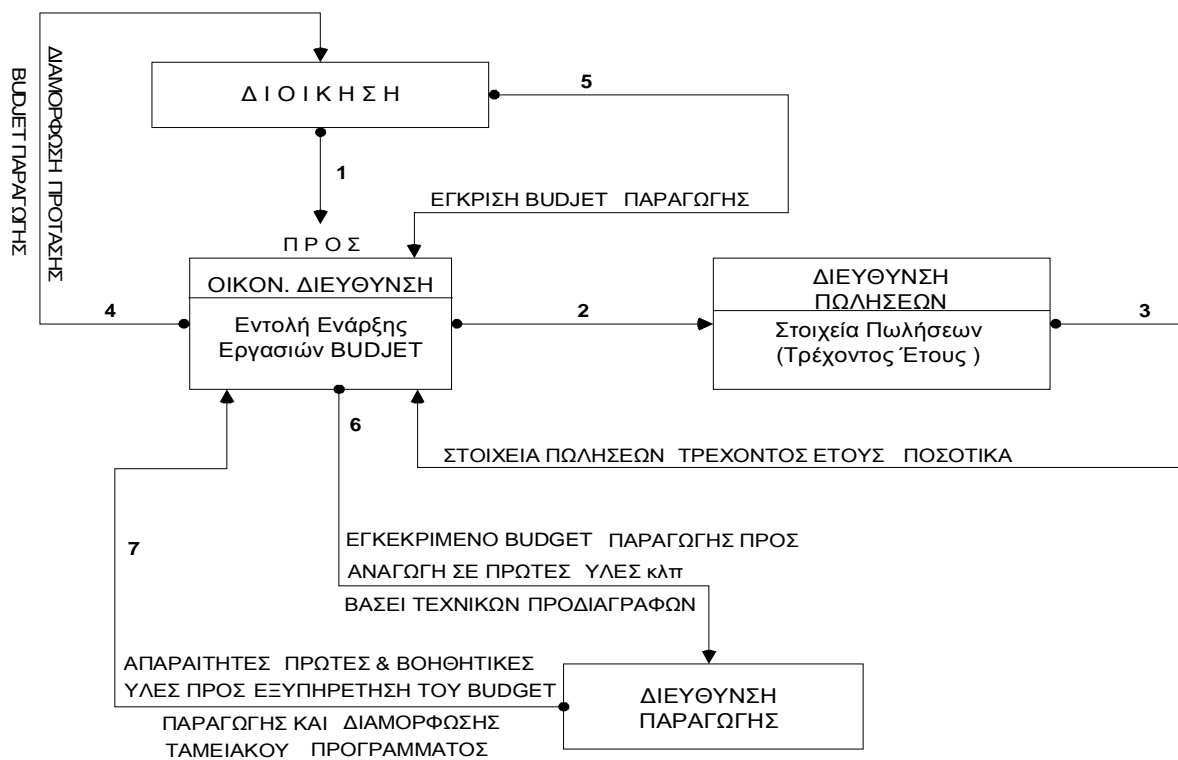 ΔΙΑΜΟΡΦΩΣΗ ΠΡΟΤΑΣΗΣ
BUDJET ΠΑΡΑΓΩΓΗΣ
Δ Ι Ο Ι Κ Η Σ Η
5
1
ΕΓΚΡΙΣΗ BUDJET ΠΑΡΑΓΩΓΗΣ
Π Ρ Ο Σ
ΟΙΚΟΝ. ΔΙΕΥΘΥΝΣΗ
Εντολή Ενάρξης
Εργασιών BUDJET
4
2
ΔΙΕΥΘΥΝΣΗ
ΠΩΛΗΣΕΩΝ
Στοιχεία Πωλήσεων
(Τρέχοντος Έτους )
3
6
ΣΤΟΙΧΕΙΑ ΠΩΛΗΣΕΩΝ ΤΡΕΧΟΝΤΟΣ ΕΤΟΥΣ ΠΟΣΟΤΙΚΑ
7
ΕΓΚΕΚΡΙΜΕΝΟ BUDGET ΠΑΡΑΓΩΓΗΣ ΠΡΟΣ
ΑΝΑΓΩΓΗ ΣΕ ΠΡΩΤΕΣ ΥΛΕΣ κλπ
ΒΑΣΕΙ ΤΕΧΝΙΚΩΝ ΠΡΟΔΙΑΓΡΑΦΩΝ
ΑΠΑΡΑΙΤΗΤΕΣ ΠΡΩΤΕΣ & ΒΟΗΘΗΤΙΚΕΣ
ΥΛΕΣ ΠΡΟΣ ΕΞΥΠΗΡΕΤΗΣΗ ΤΟΥ BUDGET
ΠΑΡΑΓΩΓΗΣ ΚΑΙ ΔΙΑΜΟΡΦΩΣΗΣ
ΤΑΜΕΙΑΚΟΥ ΠΡΟΓΡΑΜΜΑΤΟΣ
ΔΙΕΥΘΥΝΣΗ
ΠΑΡΑΓΩΓΗΣ